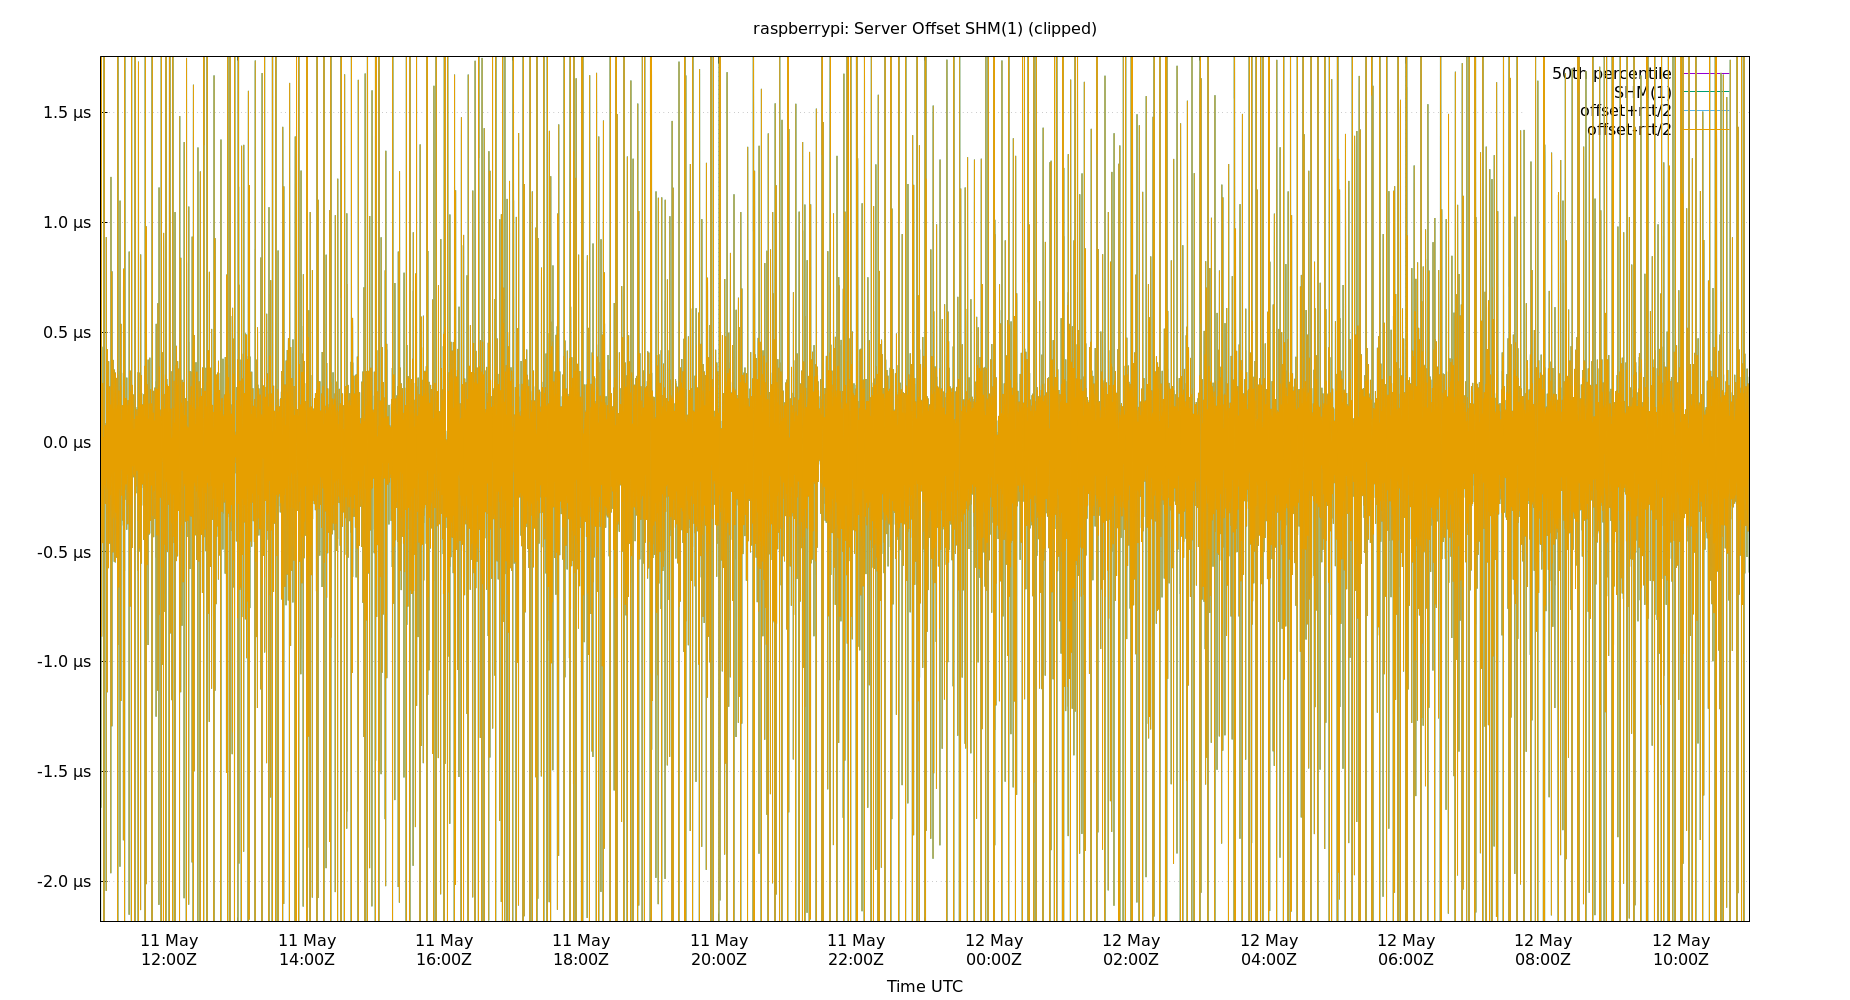 raspberrypi: Server Offset SHM(1) (clipped)
50th percentile
SHM(1)
offset+rtt/2
offset-rtt/2
1.5 µs
1.0 µs
0.5 µs
0.0 µs
-0.5 µs
-1.0 µs
-1.5 µs
-2.0 µs
11 May 11 May 11 May 11 May 11 May 11 May 12 May 12 May 12 May 12 May 12 May 12 May
12:00Z 14:00Z 16:00Z 18:00Z 20:00Z 22:00Z 00:00Z 02:00Z 04:00Z 06:00Z 08:00Z 10:00Z
Time UTC